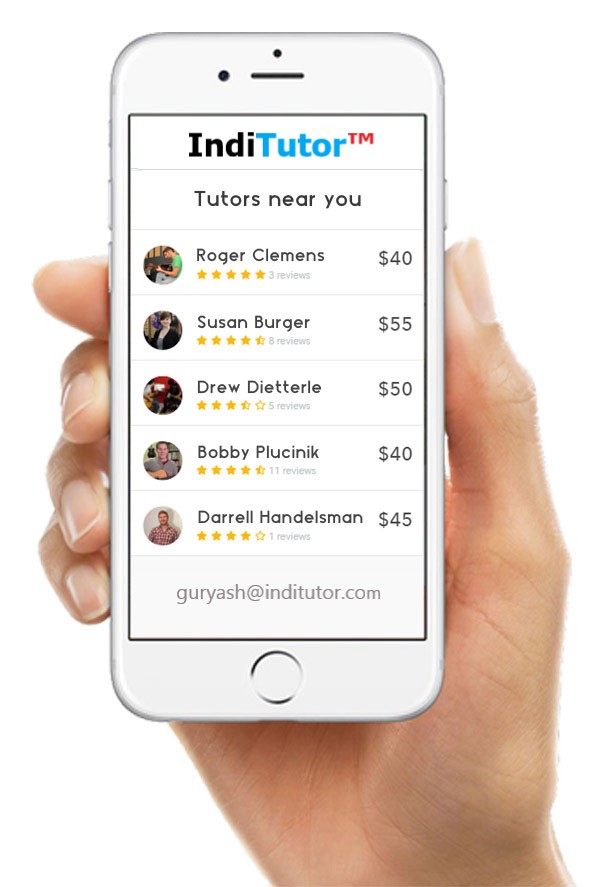 IndiTutor™
Tutors near you
Roger Clemens $40
3 reviews
Susan Burger $55
8 reviews
Drew Dietterle $50
5 reviews
Bobby Plucinik $40
11 reviews
Darrell Handelsman $45
1 reviews
guryash@inditutor.com